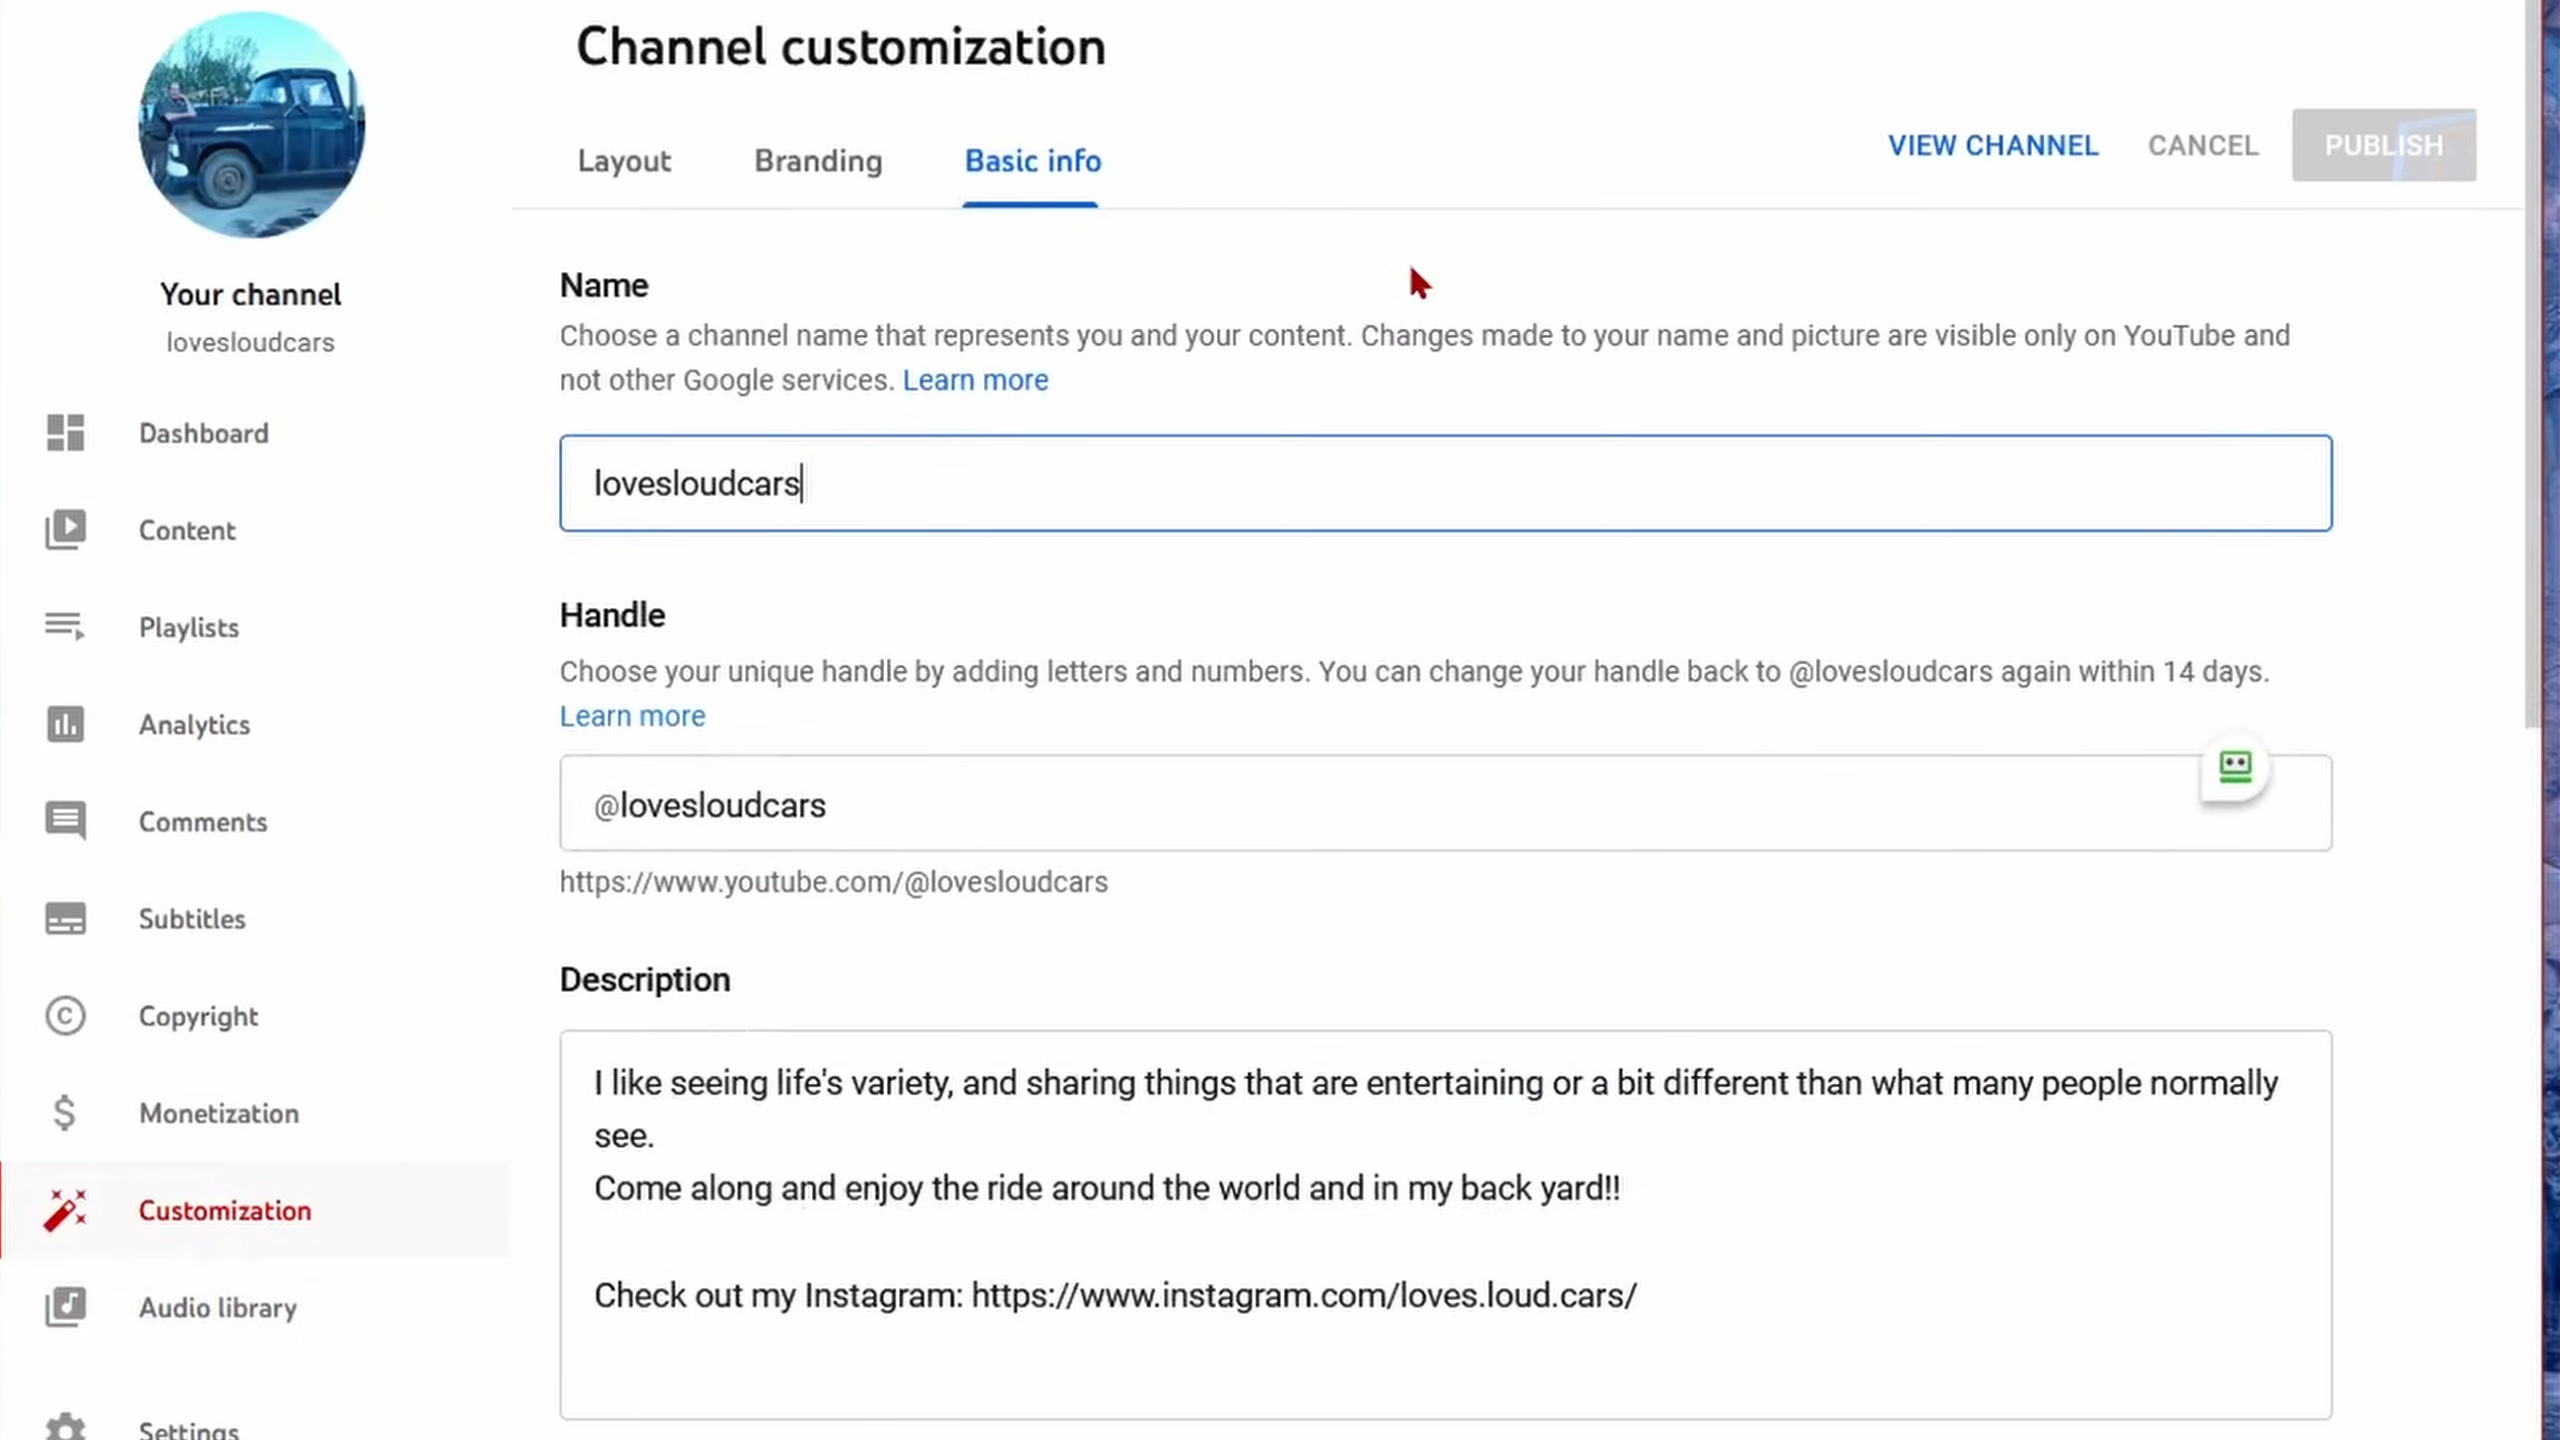 Channel customization
Layout
Branding
Basic info
VIEW CHANNEL
CANCEL
PUBLISH
Your channel
lovesloudcars
Dashboard
Content
Playlists
Analytics
Comments
Subtitles
Copyright
Monetization
Customization
Audio library
Settings
Name
Choose a channel name that represents you and your content. Changes made to your name and picture are visible only on YouTube and
not other Google services. Learn more
lovesloudcars
Handle
Choose your unique handle by adding letters and numbers. You can change your handle back to @lovesloudcars again within 14 days.
Learn more
@lovesloudcars
https://www.youtube.com/@lovesloudcars
Description
I like seeing life's variety, and sharing things that are entertaining or a bit different than what many people normally
see.
Come along and enjoy the ride around the world and in my back yard!!
Check out my Instagram: https://www.instagram.com/loves.loud.cars/